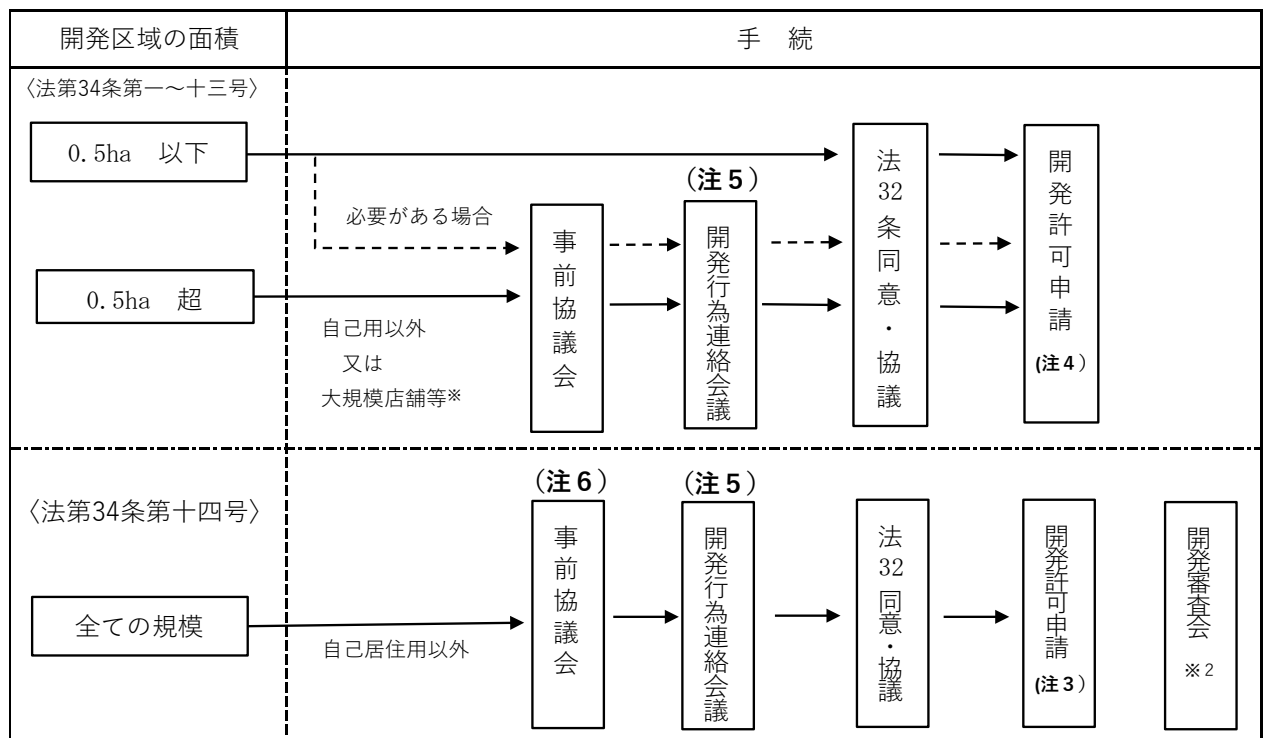 開発区域の面積
手 続
〈法第34条第一～十三号〉
0.5ha 以下
必要がある場合
0.5ha 超
自己用以外
又は
大規模店舗等※
事前協議会
（注５）
開発行為連絡会議
法32条同意・協議
開発許可申請
(注４)
〈法第34条第十四号〉
全ての規模
自己居住用以外
（注６）
事前協議会
（注５）
開発行為連絡会議
法32同意・協議
開発許可申請
(注３)
開発審査会
※2